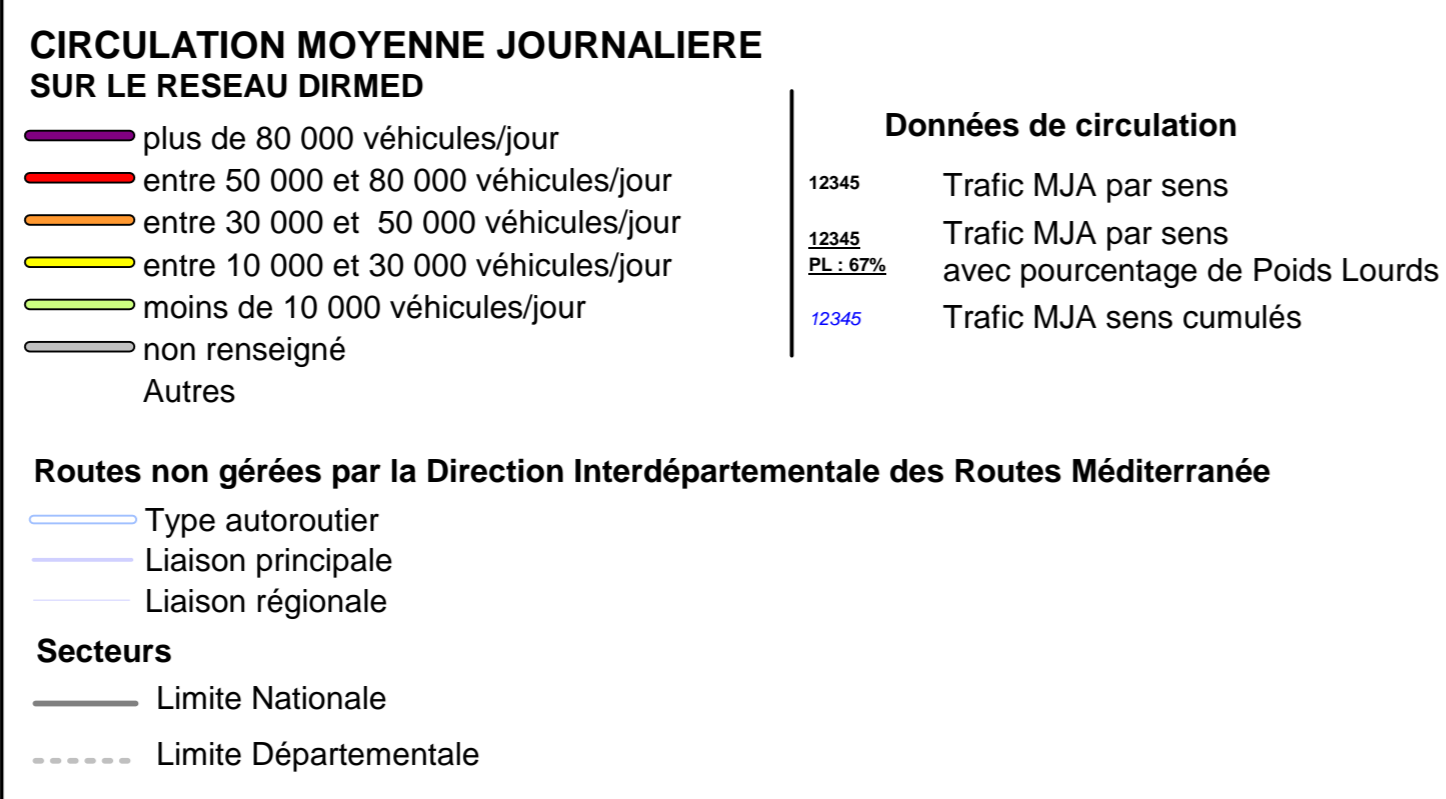 CIRCULATION MOYENNE JOURNALIERE
SUR LE RESEAU DIRMED
plus de 80 000 véhicules/jour
entre 50 000 et 80 000 véhicules/jour
entre 30 000 et  50 000 véhicules/jour
entre 10 000 et 30 000 véhicules/jour
moins de 10 000 véhicules/jour
non renseigné
Autres
Données de circulation
12345 Trafic MJA par sens
12345 Trafic MJA par sens
PL : 67% avec pourcentage de Poids Lourds
12345 Trafic MJA sens cumulés
Routes non gérées par la Direction Interdépartementale des Routes Méditerranée
Type autoroutier
Liaison principale
Liaison régionale
Secteurs
Limite Nationale
Limite Départementale